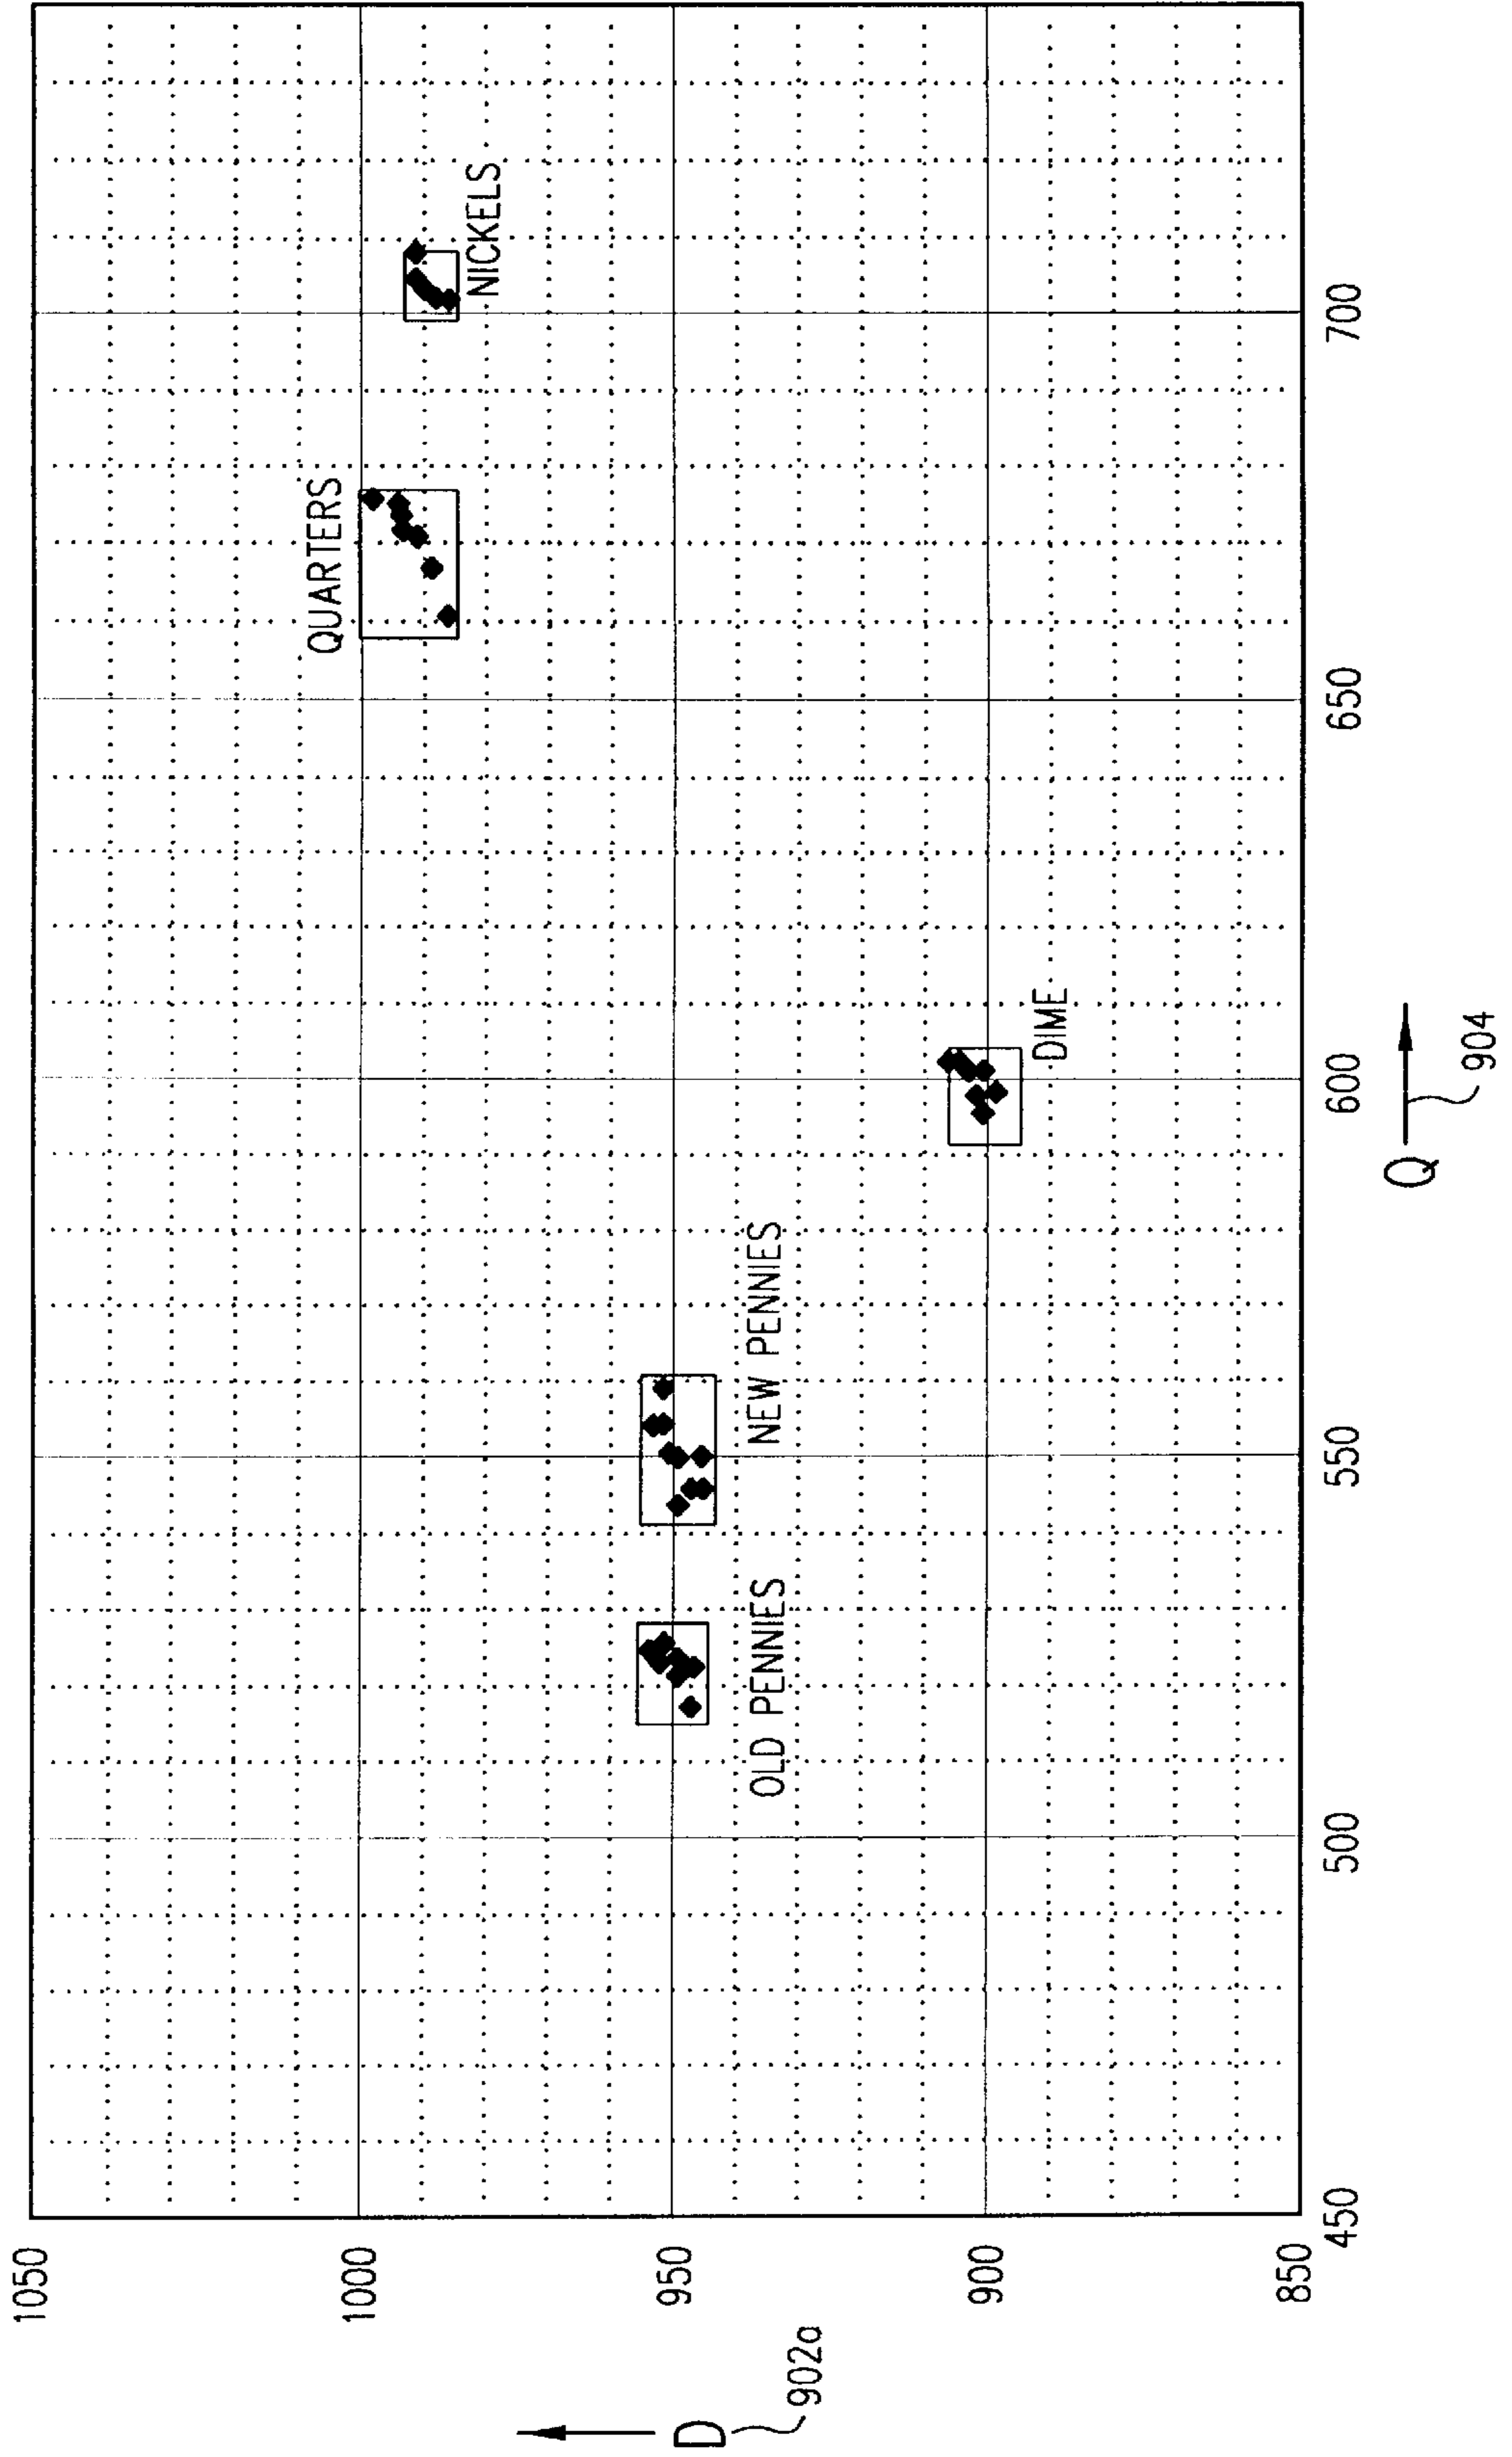 1050
1000
950
900
850
D
902a
450
500
550
600
650
700
Q
904
QUARTERS
NICKELS
DIME
NEW PENNIES
OLD PENNIES